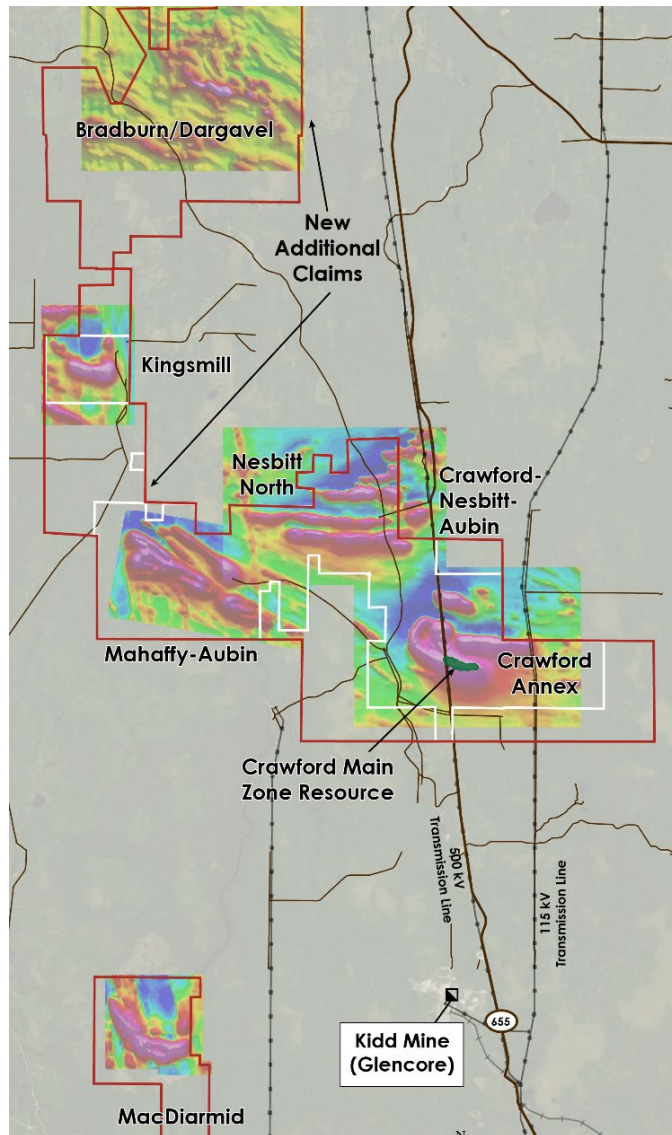 Bradburn/Dargavel
New
Additional
Claims
Kingsmill
Nesbitt
North
Crawford-
Nesbitt-
Aubin
Mahaffy-Aubin
Crawford
Annex
Crawford Main
Zone Resource
500 kV
Transmission Line
115 kV
Transmission Line
655
Kidd Mine
(Glencore)
MacDiarmid
N